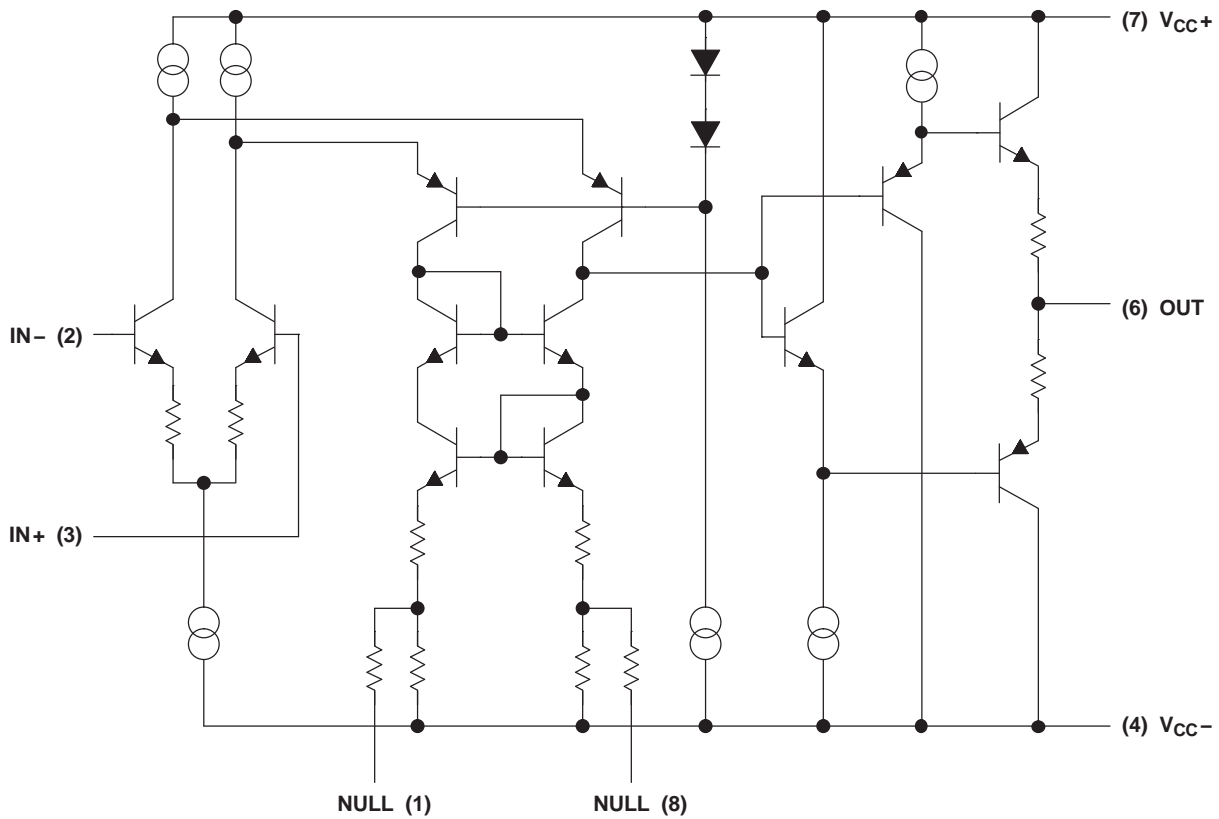 (7) VCC+
IN− (2)
(6) OUT
IN+ (3)
(4) VCC−
NULL (1)
NULL (8)